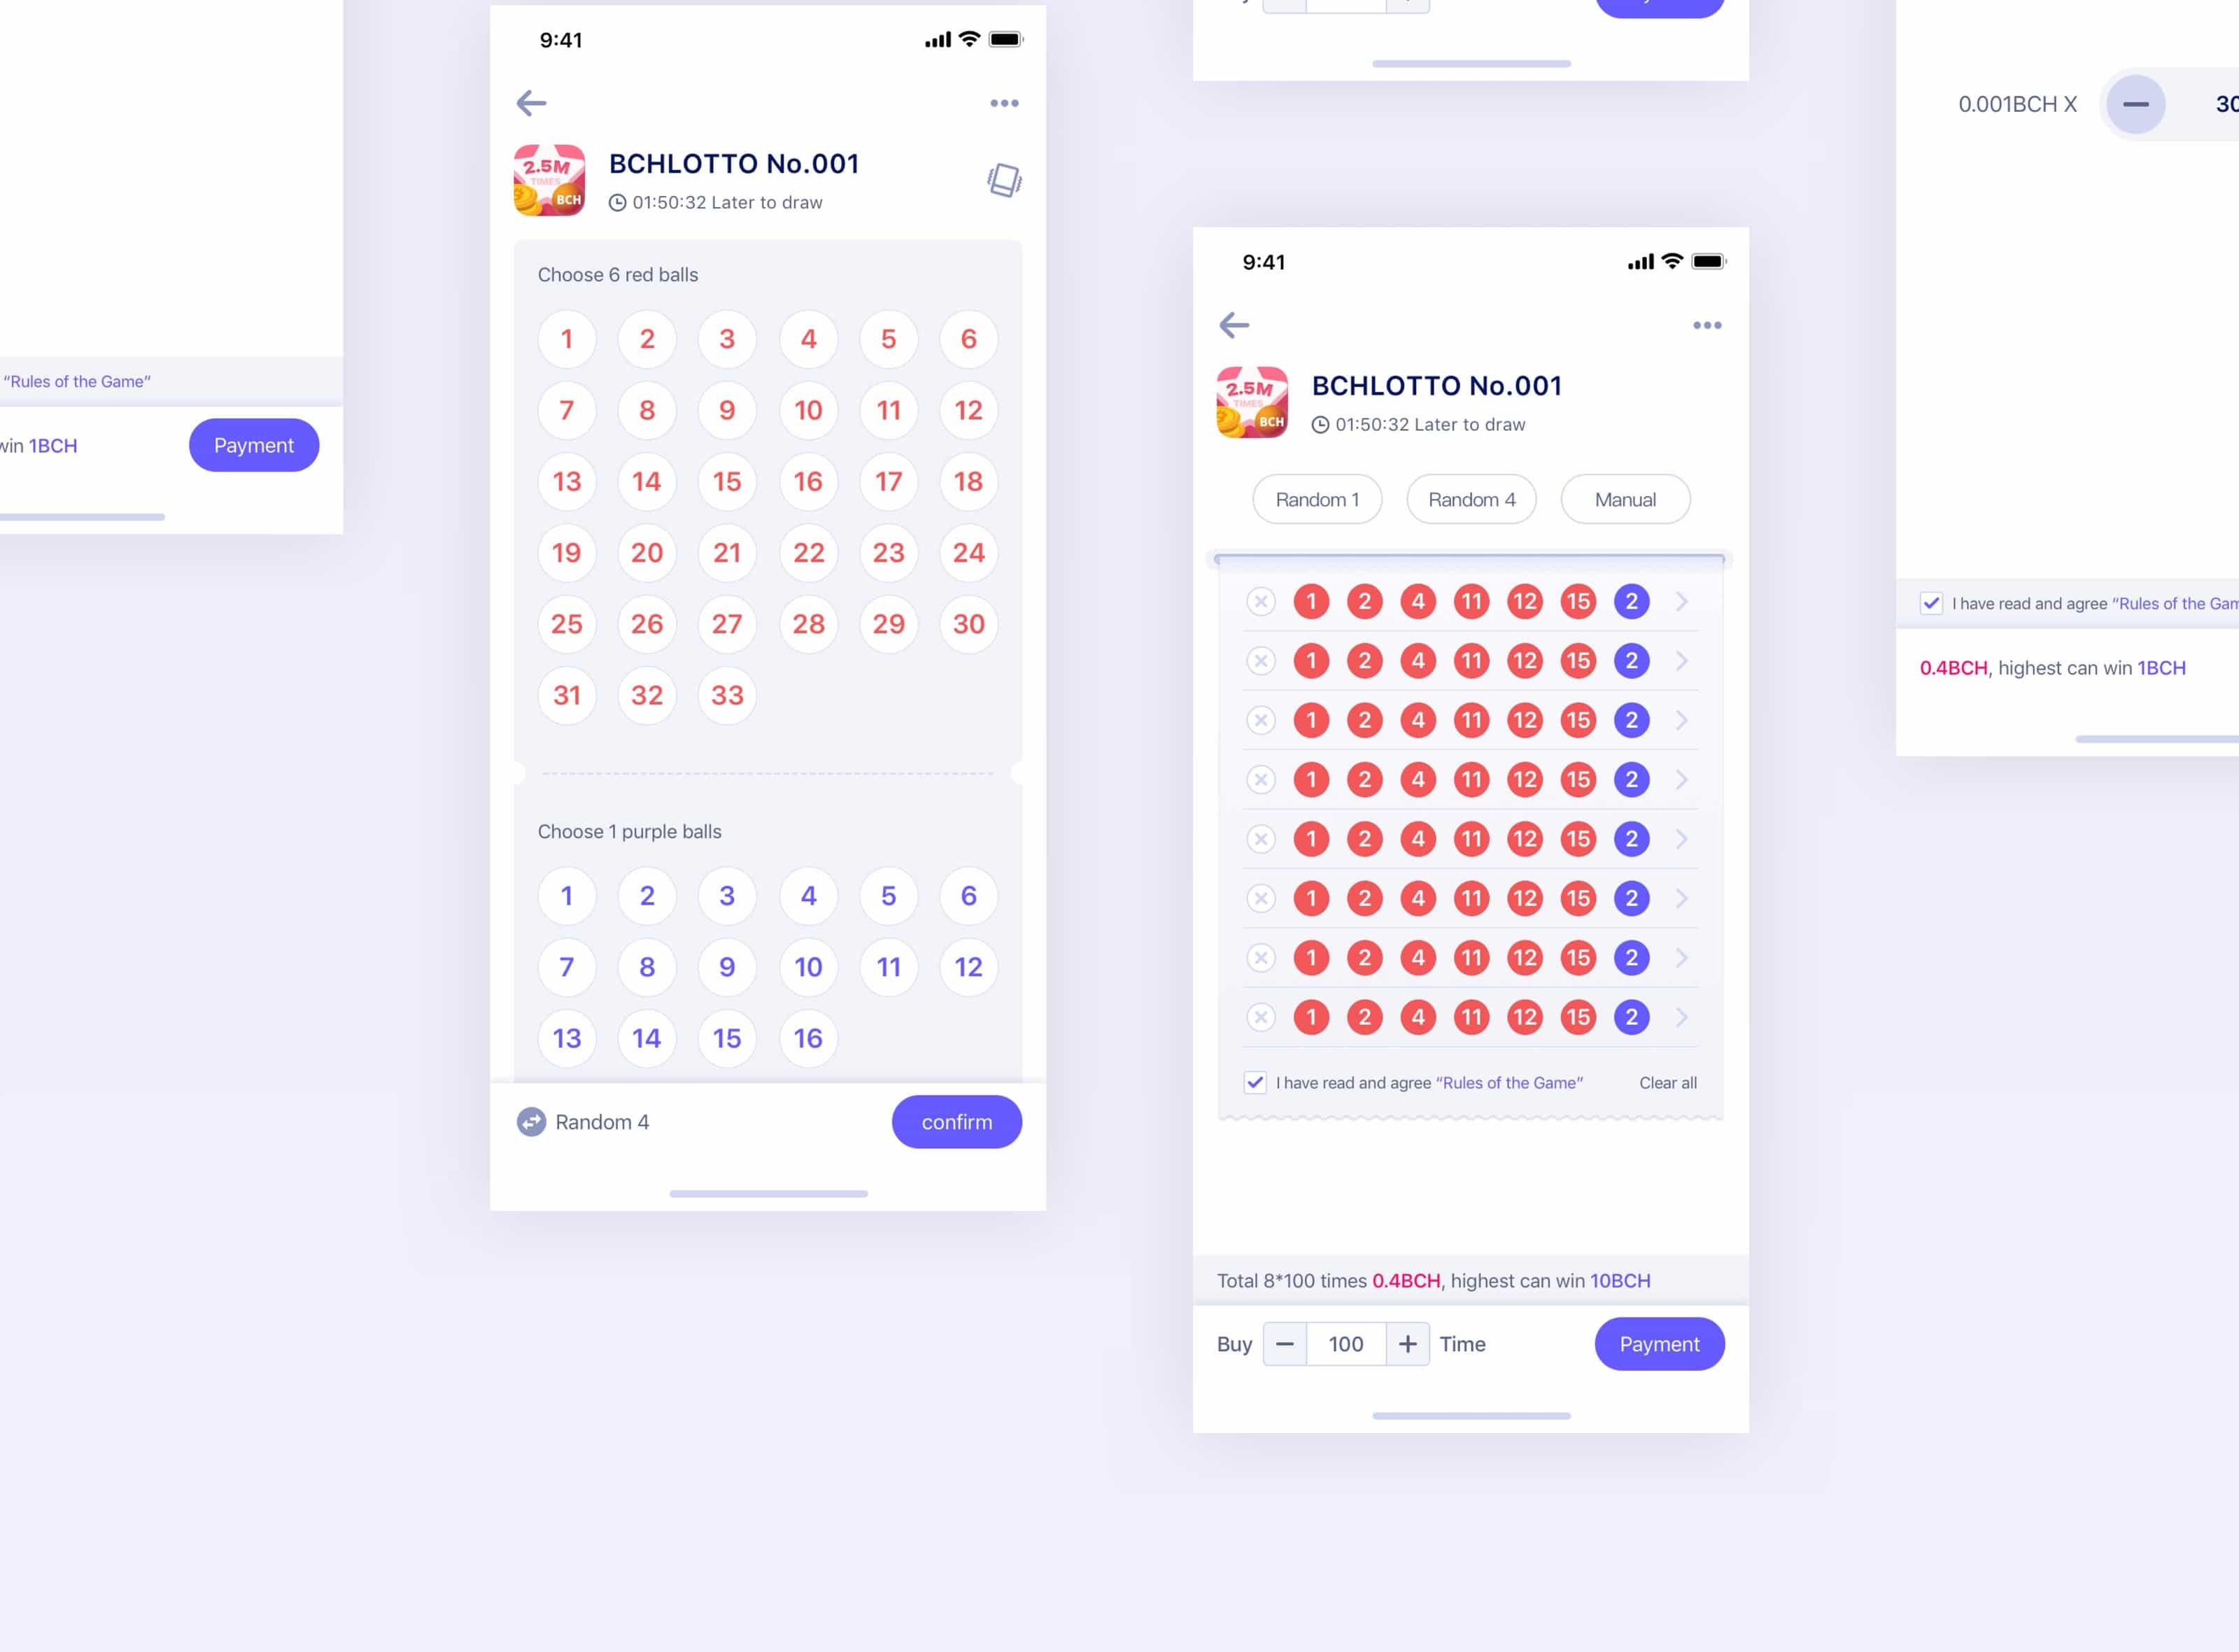 "Rules of the Game"
win 1BCH
Payment
9:41
2.5M
TIMES
BCH
BCHLOTTO No.001
01:50:32 Later to draw
Choose 6 red balls
1 2 3 4 5 6
7 8 9 10 11 12
13 14 15 16 17 18
19 20 21 22 23 24
25 26 27 28 29 30
31 32 33
Choose 1 purple balls
1 2 3 4 5 6
7 8 9 10 11 12
13 14 15 16
Random 4
confirm
9:41
2.5M
TIMES
BCH
BCHLOTTO No.001
01:50:32 Later to draw
Random 1 Random 4 Manual
1 2 4 11 12 15 2
1 2 4 11 12 15 2
1 2 4 11 12 15 2
1 2 4 11 12 15 2
1 2 4 11 12 15 2
1 2 4 11 12 15 2
1 2 4 11 12 15 2
1 2 4 11 12 15 2
I have read and agree "Rules of the Game" Clear all
Total 8*100 times 0.4BCH, highest can win 10BCH
Buy − 100 + Time
Payment
0.001BCH X − 30
I have read and agree "Rules of the Gam
0.4BCH, highest can win 1BCH